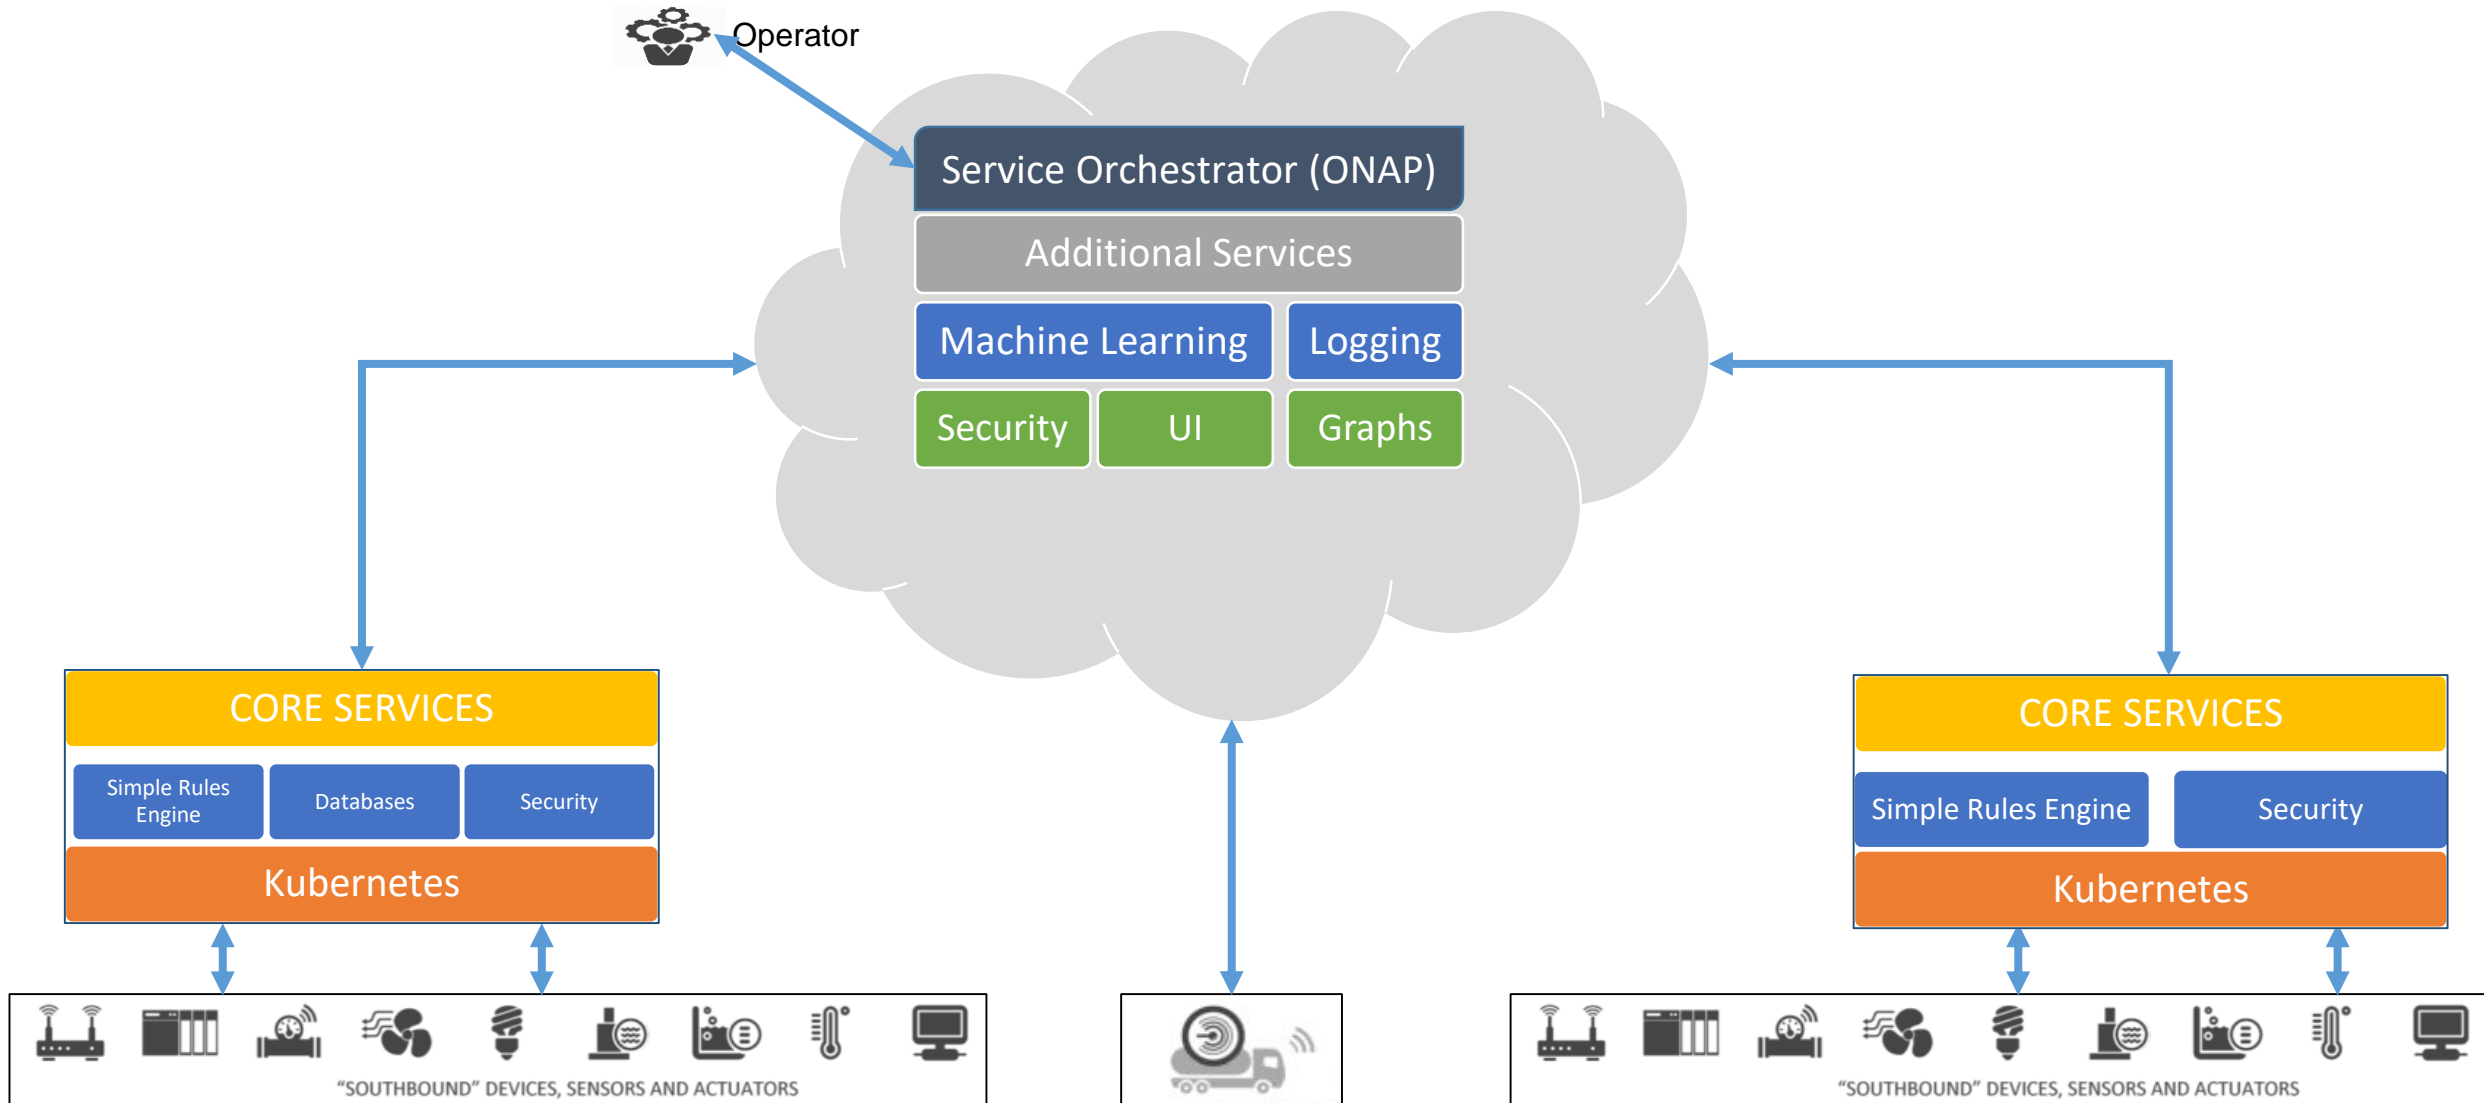 Operator
Service Orchestrator (ONAP)
Additional Services
Machine Learning
Logging
Security
UI
Graphs
CORE SERVICES
Simple Rules
Engine
Databases
Security
Kubernetes
CORE SERVICES
Simple Rules Engine
Security
Kubernetes
"SOUTHBOUND" DEVICES, SENSORS AND ACTUATORS
"SOUTHBOUND" DEVICES, SENSORS AND ACTUATORS